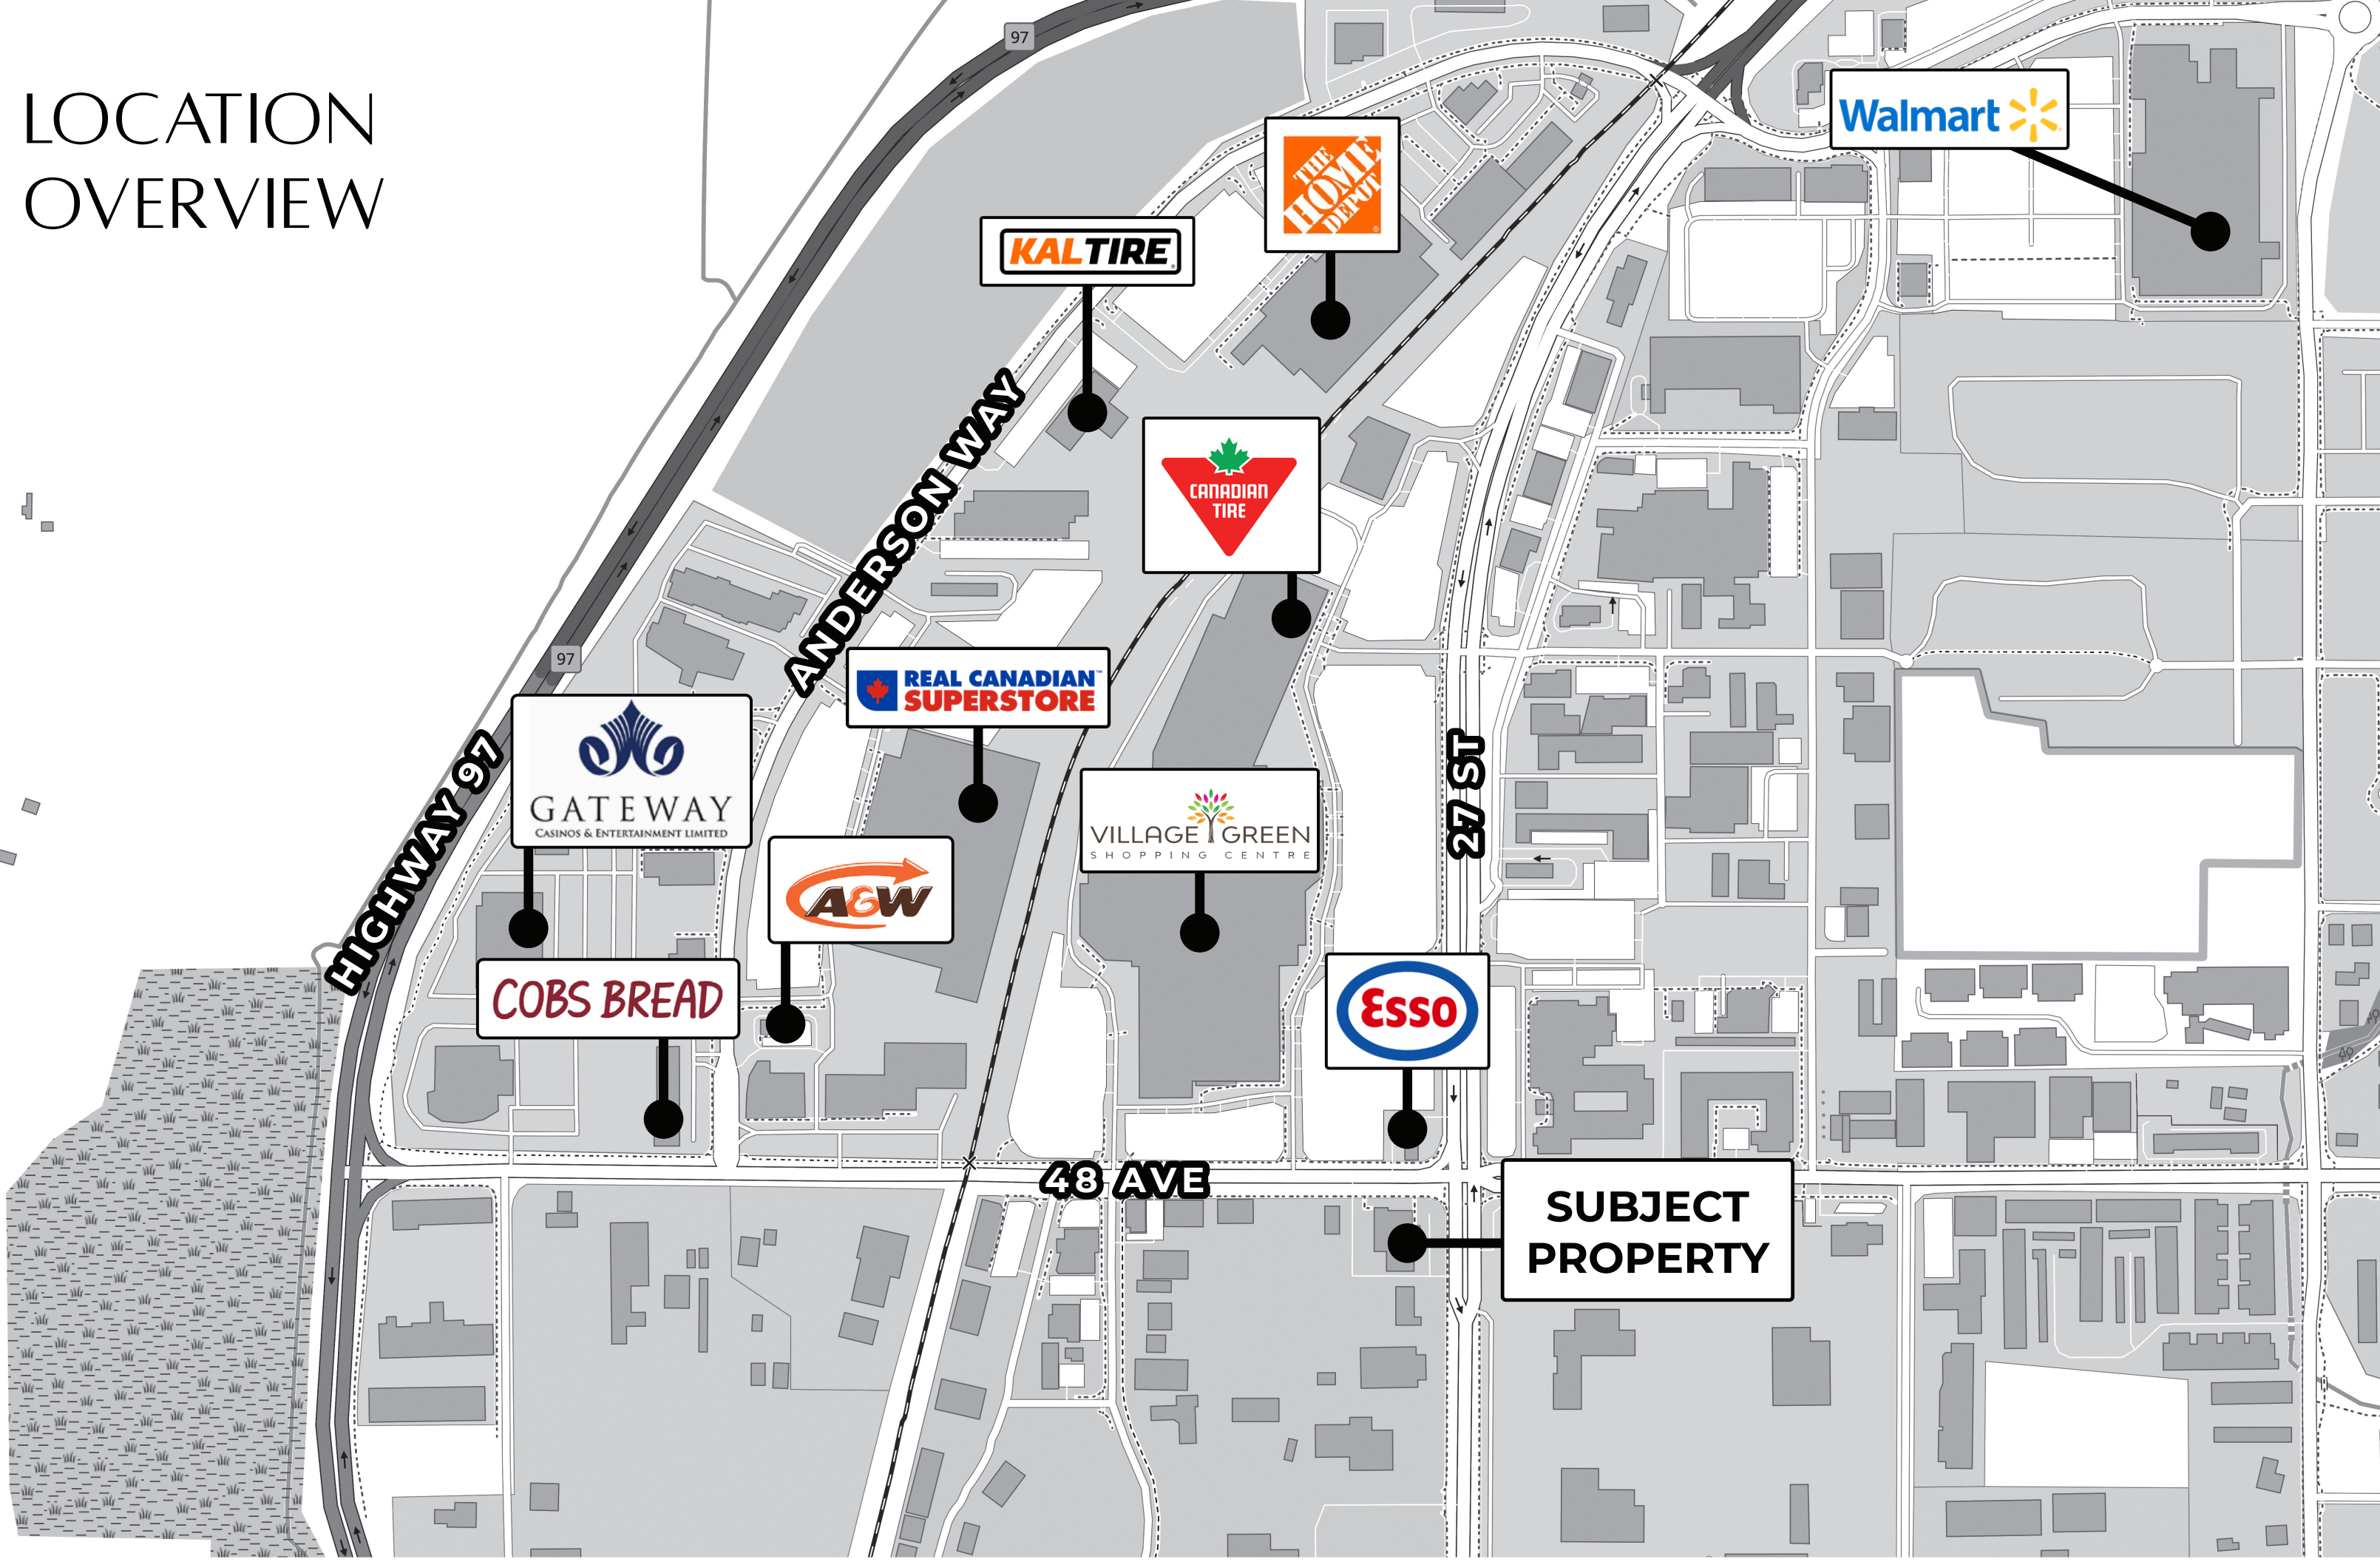 LOCATION
OVERVIEW
97
Walmart
THE
HOME
DEPOT
KALTIRE
CANADIAN
TIRE
ANDERSON WAY
97
REAL CANADIAN
SUPERSTORE
GATEWAY
CASINOS & ENTERTAINMENT LIMITED
HIGHWAY 97
27 ST
VILLAGE GREEN
SHOPPING CENTRE
A&W
COBS BREAD
Esso
48 AVE
SUBJECT
PROPERTY